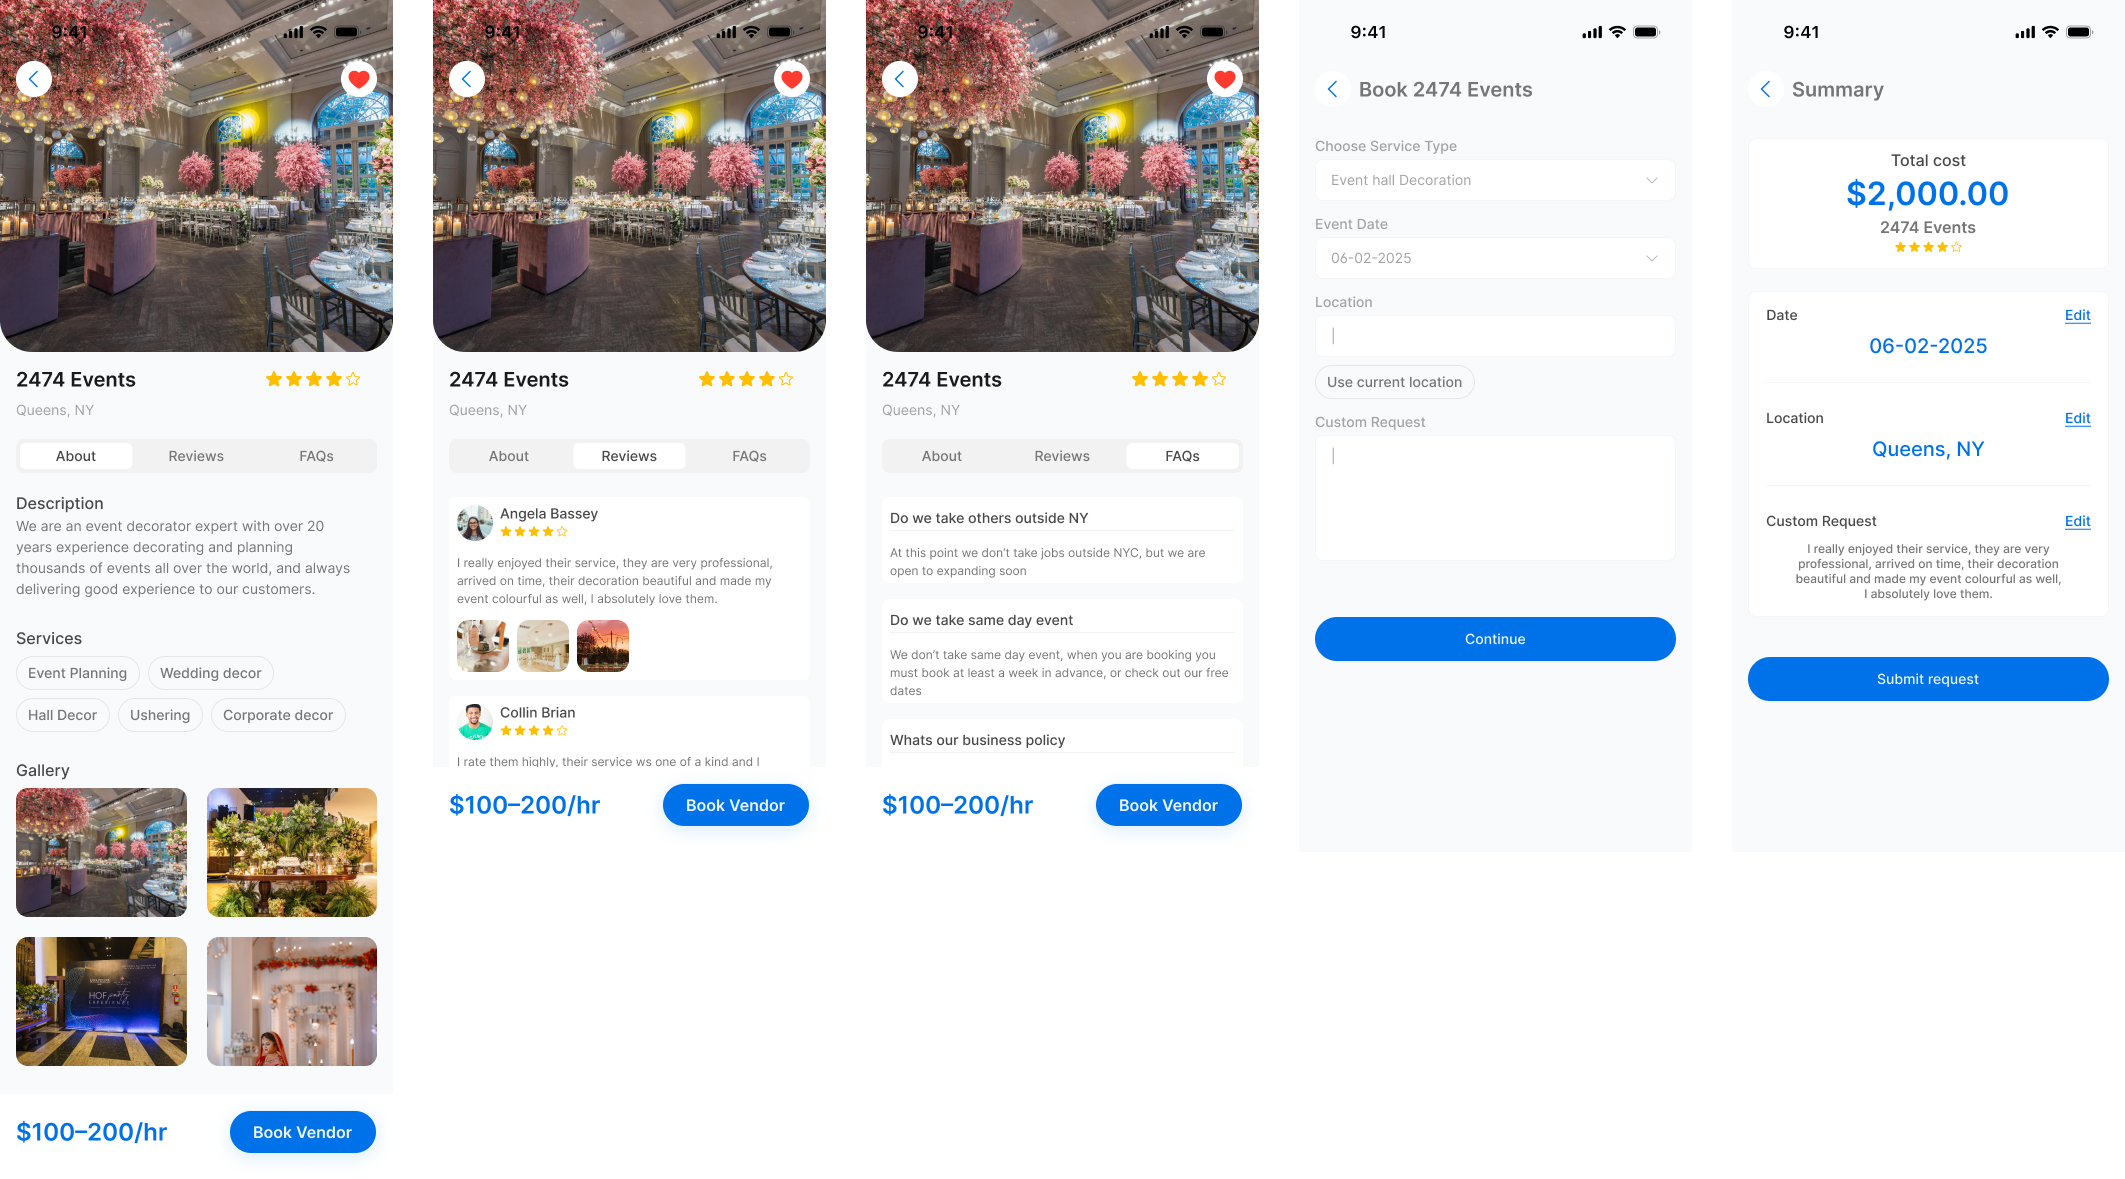 9:41
2474 Events
Queens, NY
About
Reviews
FAQs
Description
We are an event decorator expert with over 20
years experience decorating and planning
thousands of events all over the world, and always
delivering good experience to our customers.
Services
Event Planning
Wedding decor
Hall Decor
Ushering
Corporate decor
Gallery
HOF party
EXPERIENCE
$100–200/hr
Book Vendor
9:41
2474 Events
Queens, NY
About
Reviews
FAQs
Angela Bassey
I really enjoyed their service, they are very professional,
arrived on time, their decoration beautiful and made my
event colourful as well, I absolutely love them.
Collin Brian
I rate them highly, their service ws one of a kind and I
$100–200/hr
Book Vendor
9:41
2474 Events
Queens, NY
About
Reviews
FAQs
Do we take others outside NY
At this point we don’t take jobs outside NYC, but we are
open to expanding soon
Do we take same day event
We don’t take same day event, when you are booking you
must book at least a week in advance, or check out our free
dates
Whats our business policy
$100–200/hr
Book Vendor
9:41
Book 2474 Events
Choose Service Type
Event hall Decoration
Event Date
06-02-2025
Location
Use current location
Custom Request
Continue
9:41
Summary
Total cost
$2,000.00
2474 Events
Date
Edit
06-02-2025
Location
Edit
Queens, NY
Custom Request
Edit
I really enjoyed their service, they are very
professional, arrived on time, their decoration
beautiful and made my event colourful as well,
I absolutely love them.
Submit request